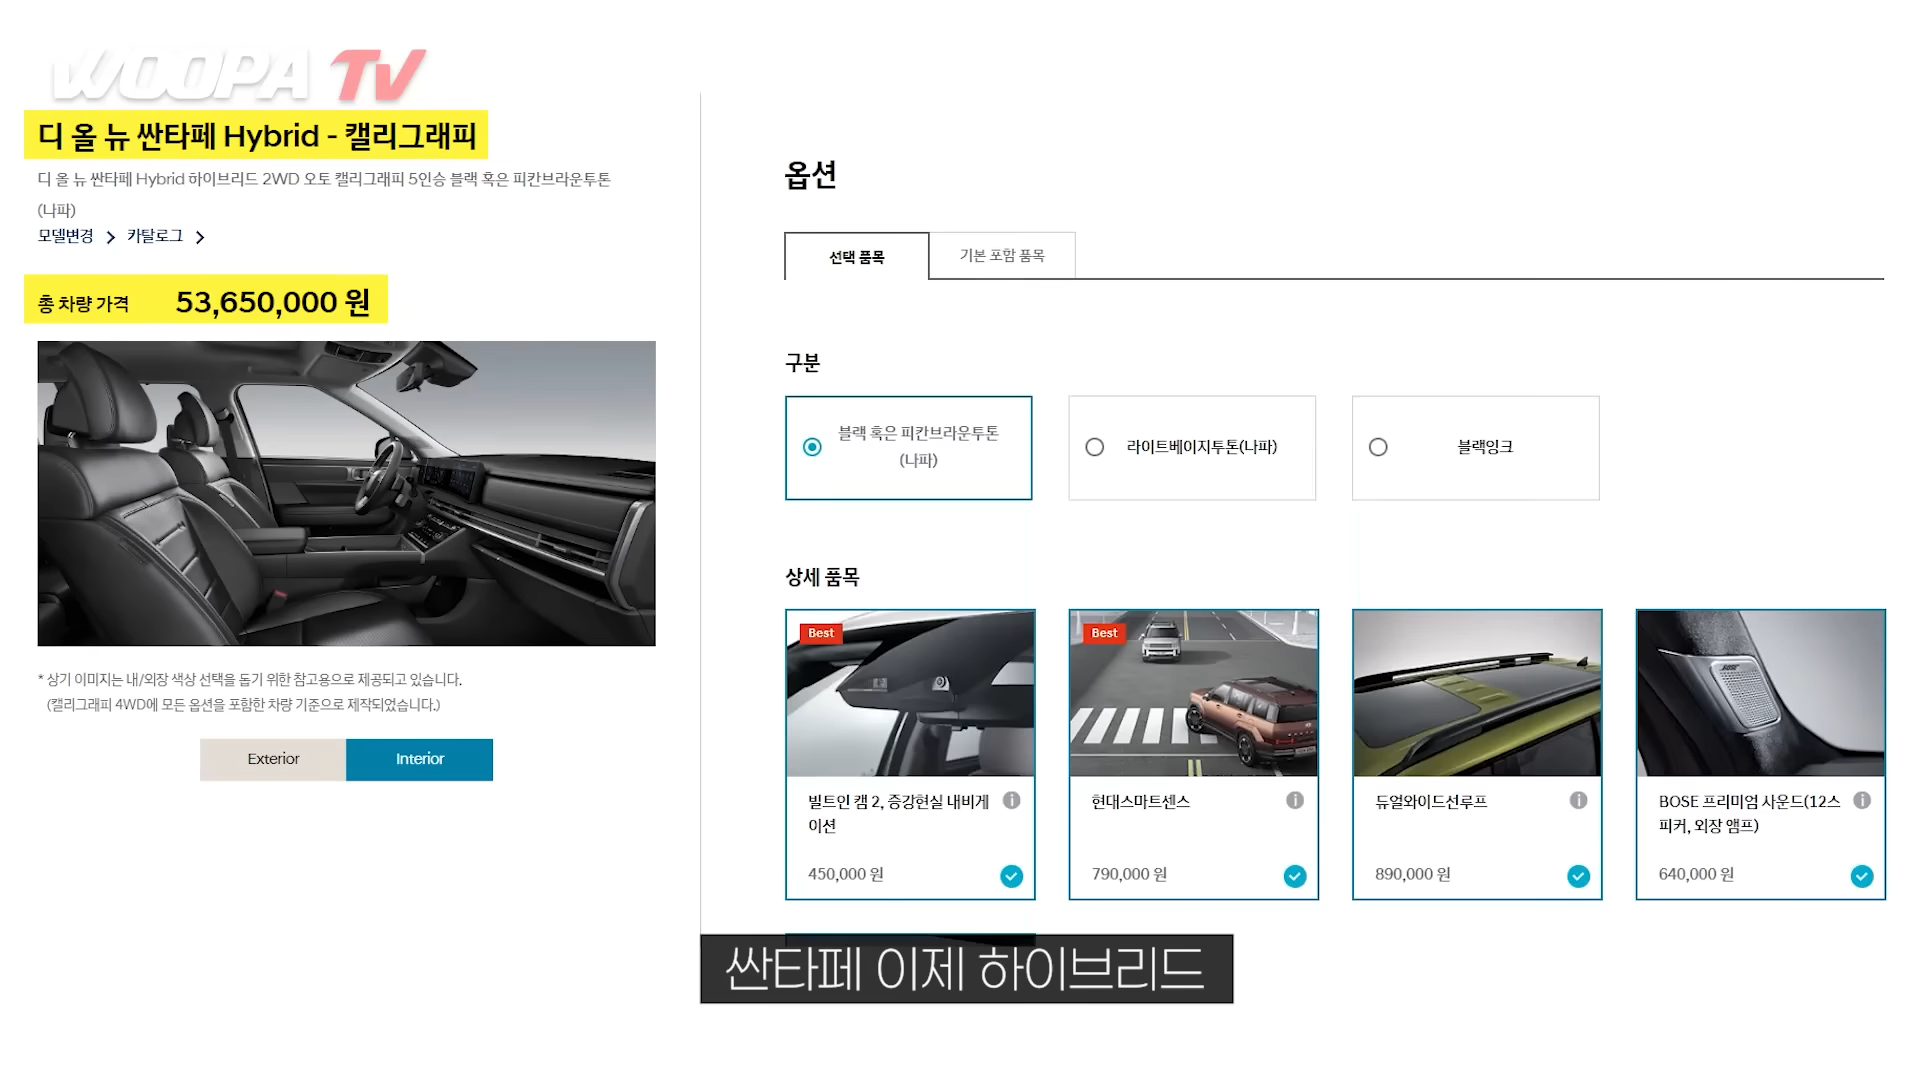 WOOPA TV
디 올 뉴 싼타페 Hybrid - 캘리그래피
디 올 뉴 싼타페 Hybrid 하이브리드 2WD 오토 캘리그래피 5인승 블랙 혹은 피칸브라운투톤
(나파)
모델변경 > 카탈로그 >
총 차량 가격 53,650,000 원
* 상기 이미지는 내/외장 색상 선택을 돕기 위한 참고용으로 제공되고 있습니다.
(캘리그래피 4WD에 모든 옵션을 포함한 차량 기준으로 제작되었습니다.)
Exterior Interior
옵션
선택 품목 기본 포함 품목
구분
블랙 혹은 피칸브라운투톤
(나파)
라이트베이지투톤(나파)
블랙잉크
상세 품목
Best
빌트인 캠 2, 증강현실 내비게
이션
450,000 원
Best
현대스마트센스
790,000 원
듀얼와이드선루프
890,000 원
BOSE
BOSE 프리미엄 사운드(12스
피커, 외장 앰프)
640,000 원
싼타페 이제 하이브리드